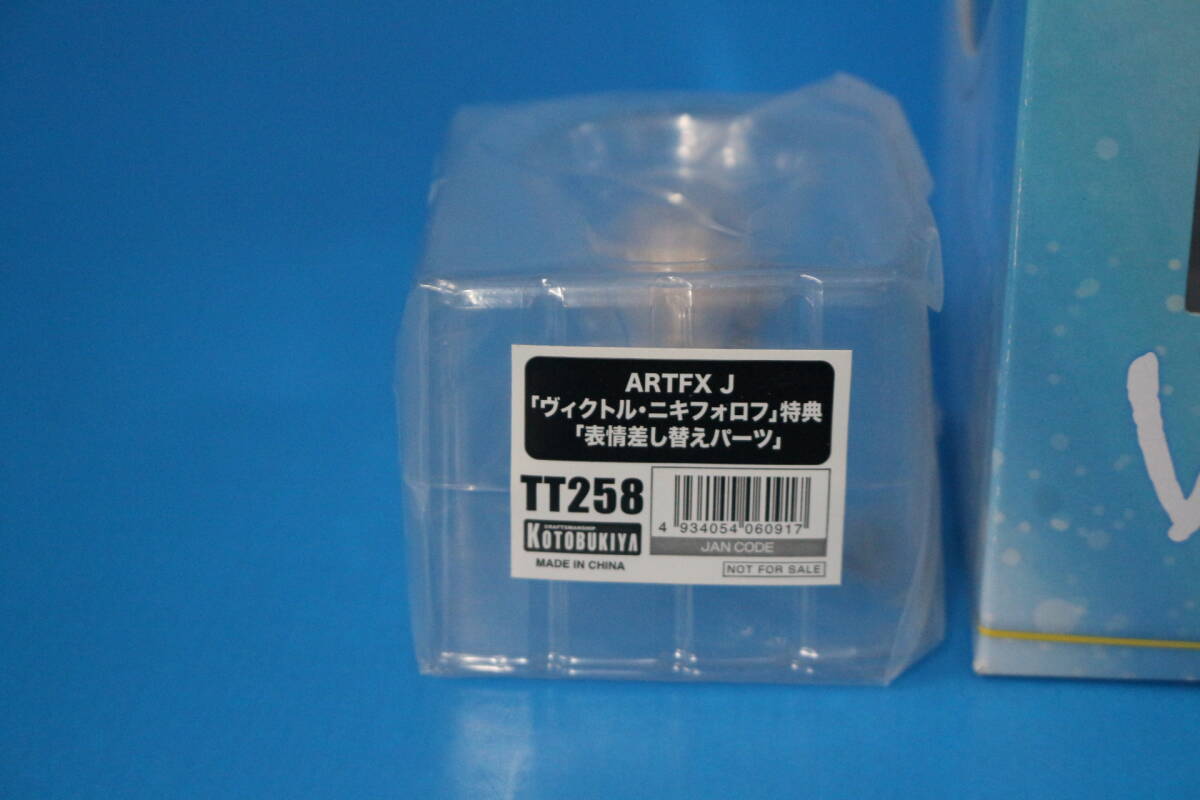 ARTFX J
「ヴィクトル・ニキフォロフ」特典
「表情差し替えパーツ」
TT258
CRAFTSMANSHIP
KOTOBUKIYA
MADE IN CHINA
4 934054 060917
JAN CODE
NOT FOR SALE